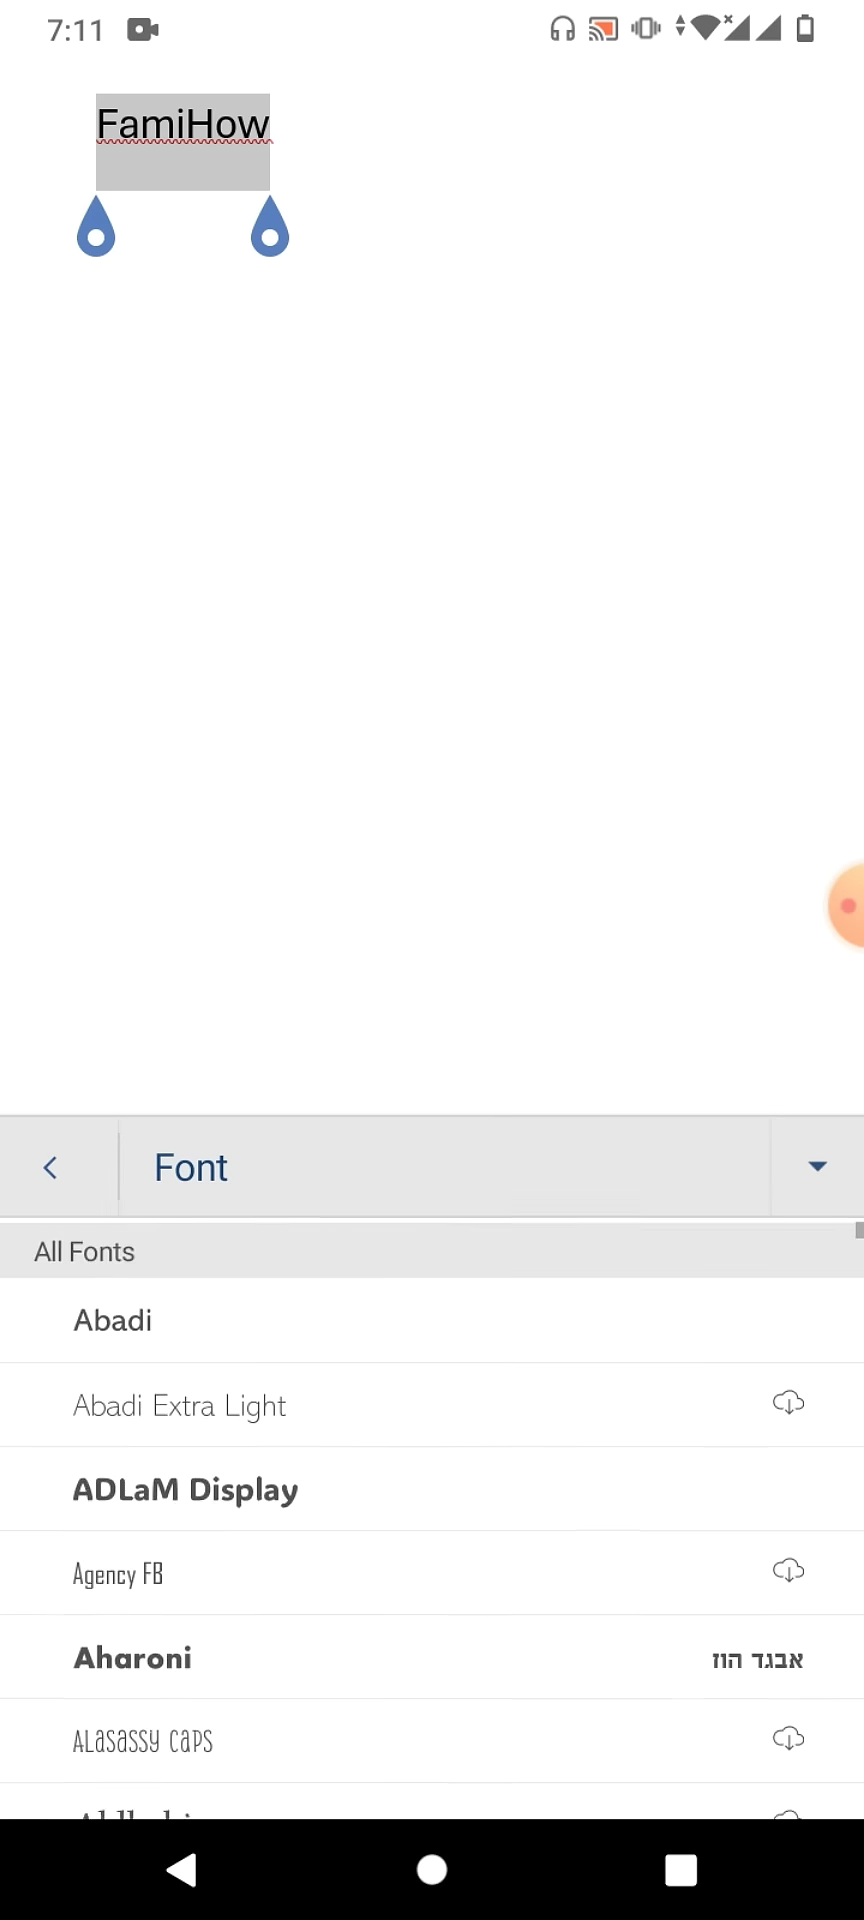 7:11
FamiHow
Font
All Fonts
Abadi
Abadi Extra Light
ADLaM Display
Agency FB
Aharoni אבגד הוז
ALasassy Caps